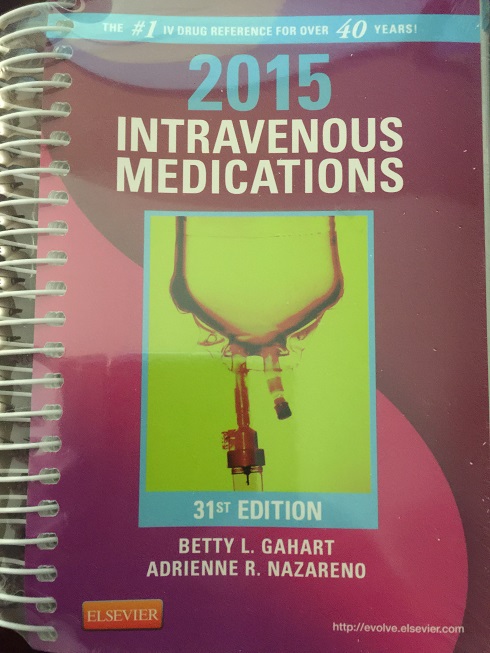 THE #1 IV DRUG REFERENCE FOR OVER 40 YEARS!
2015
INTRAVENOUS
MEDICATIONS
31ST EDITION
BETTY L. GAHART
ADRIENNE R. NAZARENO
ELSEVIER
http://evolve.elsevier.com